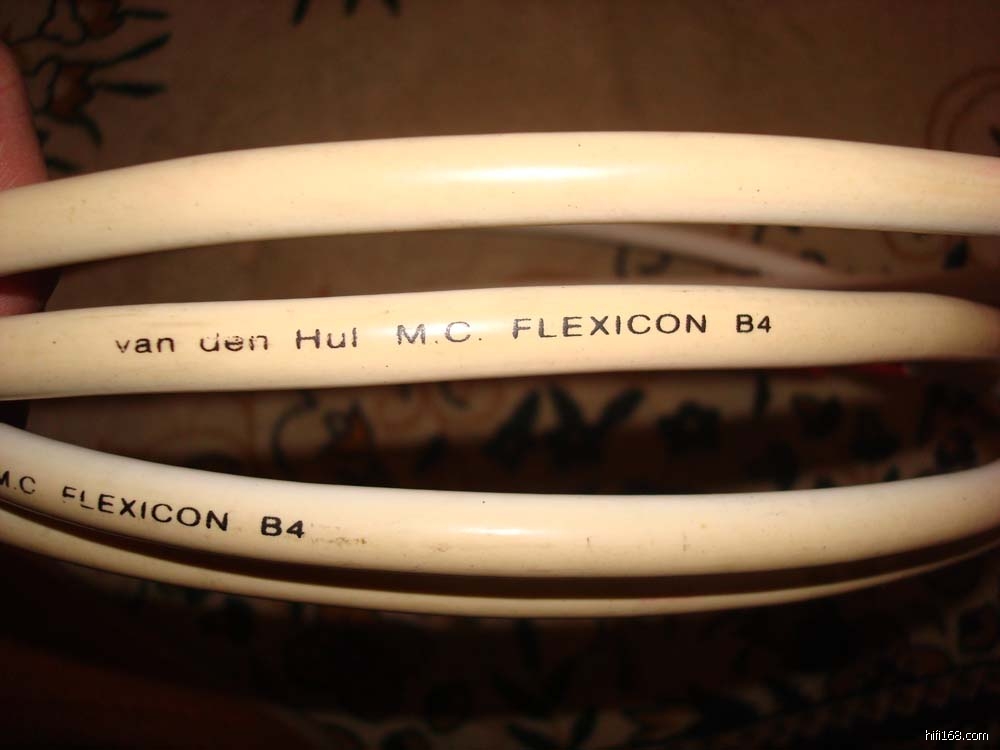 van den Hul M.C. FLEXICON B4
M.C FLEXICON B4
hifi168.com